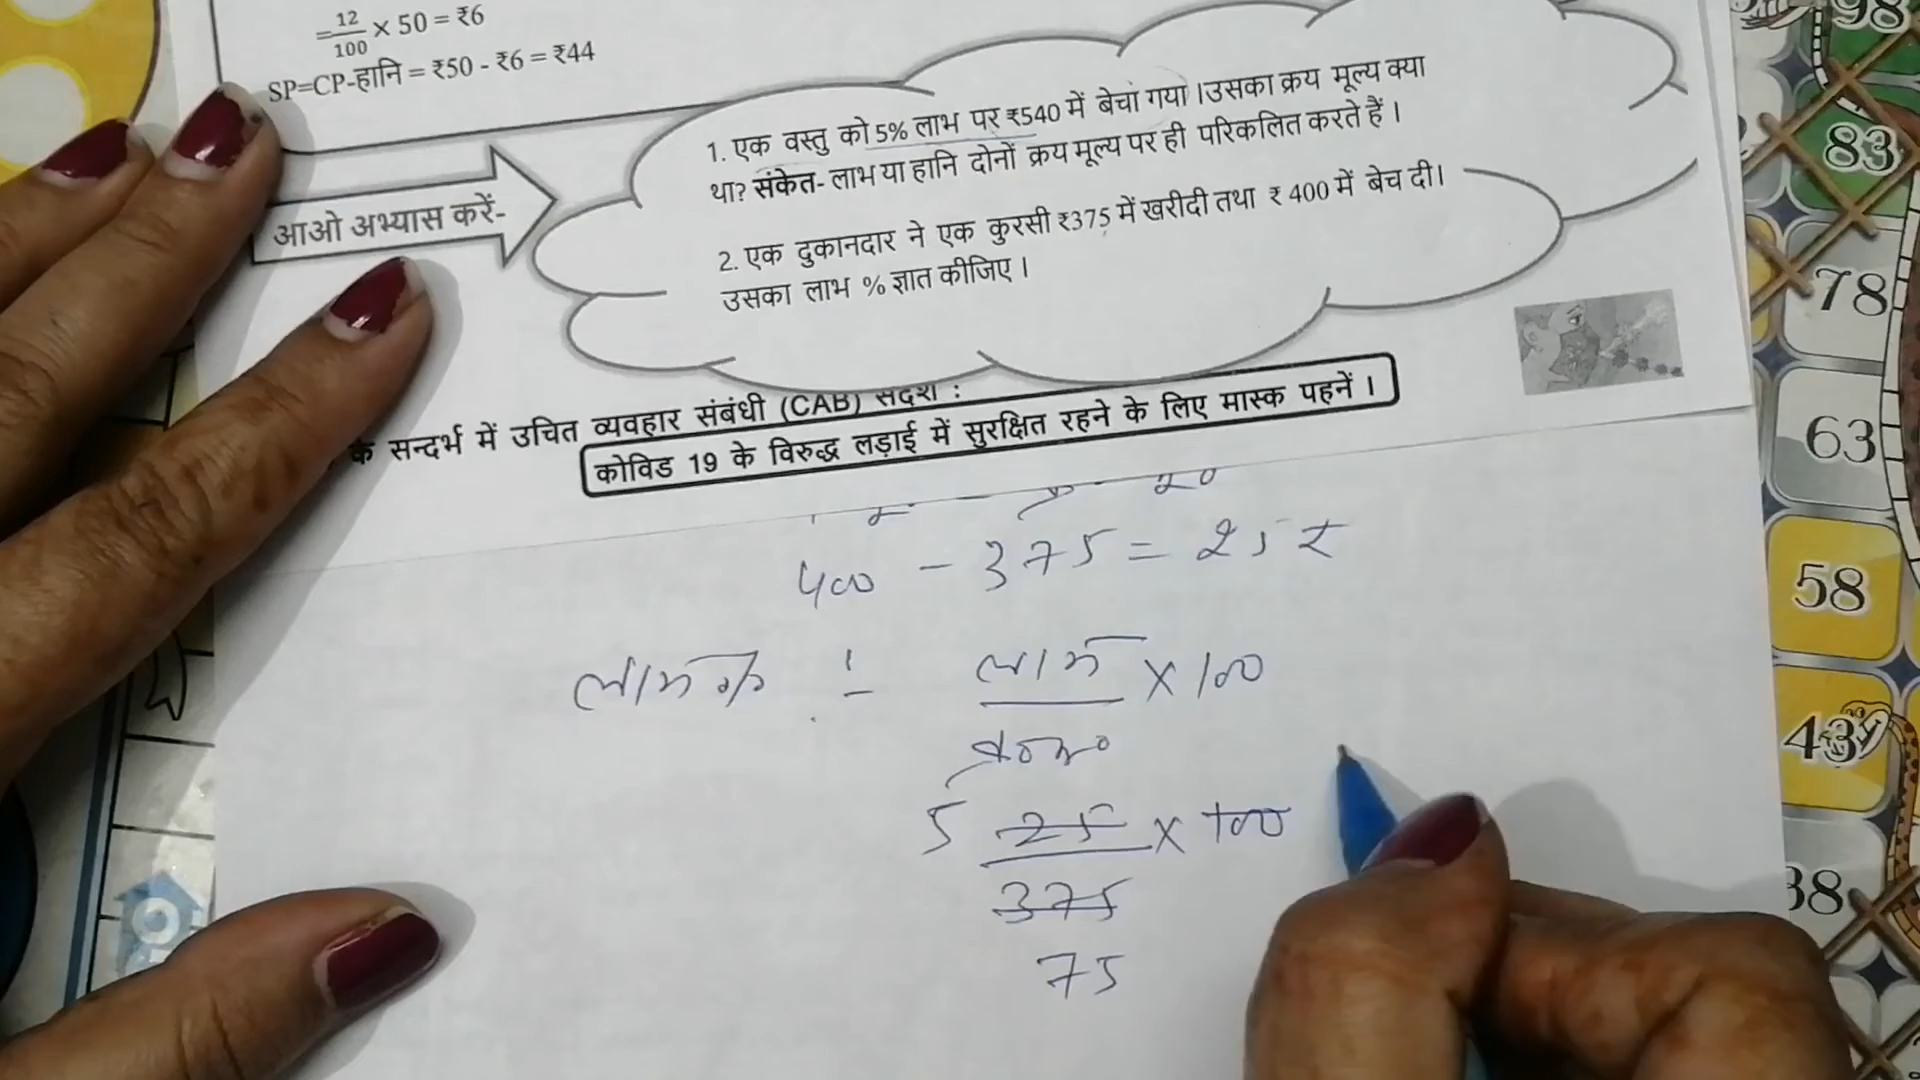 = 12/100 × 50 = ₹6
SP=CP-हानि = ₹50 - ₹6 = ₹44
आओ अभ्यास करें-
1. एक वस्तु को 5% लाभ पर ₹540 में बेचा गया ।उसका क्रय मूल्य क्या
था? संकेत- लाभ या हानि दोनों क्रय मूल्य पर ही परिकलित करते हैं ।
2. एक दुकानदार ने एक कुरसी ₹375 में खरीदी तथा ₹ 400 में बेच दी।
उसका लाभ % ज्ञात कीजिए ।
के सन्दर्भ में उचित व्यवहार संबंधी (CAB) संदेश :
कोविड 19 के विरुद्ध लड़ाई में सुरक्षित रहने के लिए मास्क पहनें ।
400 - 375 = 25 ₹
लाभ % = लाभ × 100
क्र० मू०
5 25 × 100
375
75
98
83
78
63
58
43
38